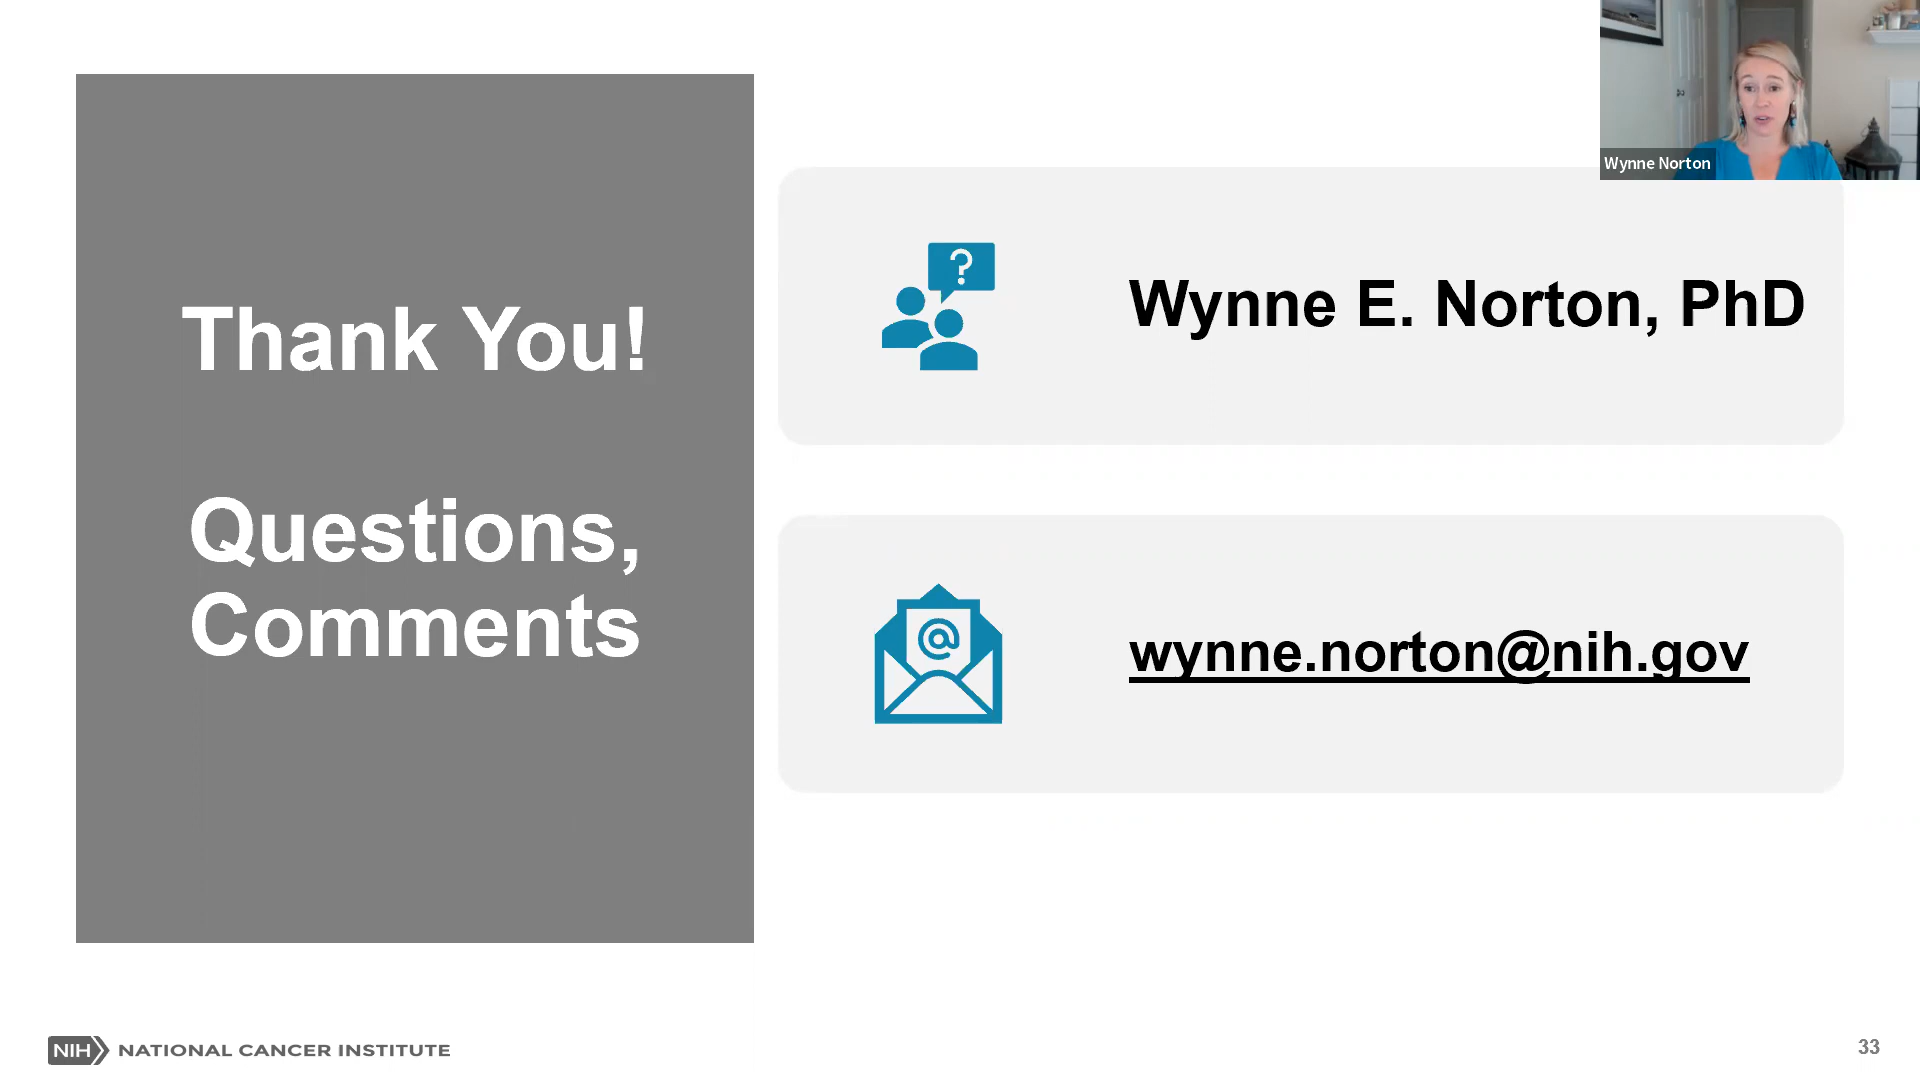 Thank You!
Questions,
Comments
?
Wynne E. Norton, PhD
@
wynne.norton@nih.gov
Wynne Norton
NIH NATIONAL CANCER INSTITUTE
33